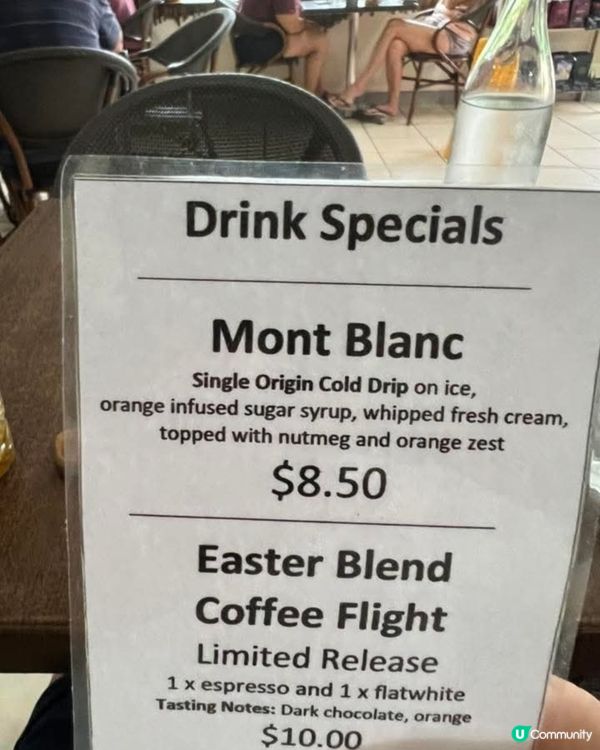 Drink Specials
Mont Blanc
Single Origin Cold Drip on ice,
orange infused sugar syrup, whipped fresh cream,
topped with nutmeg and orange zest
$8.50
Easter Blend
Coffee Flight
Limited Release
1 x espresso and 1 x flatwhite
Tasting Notes: Dark chocolate, orange
$10.00
U Community